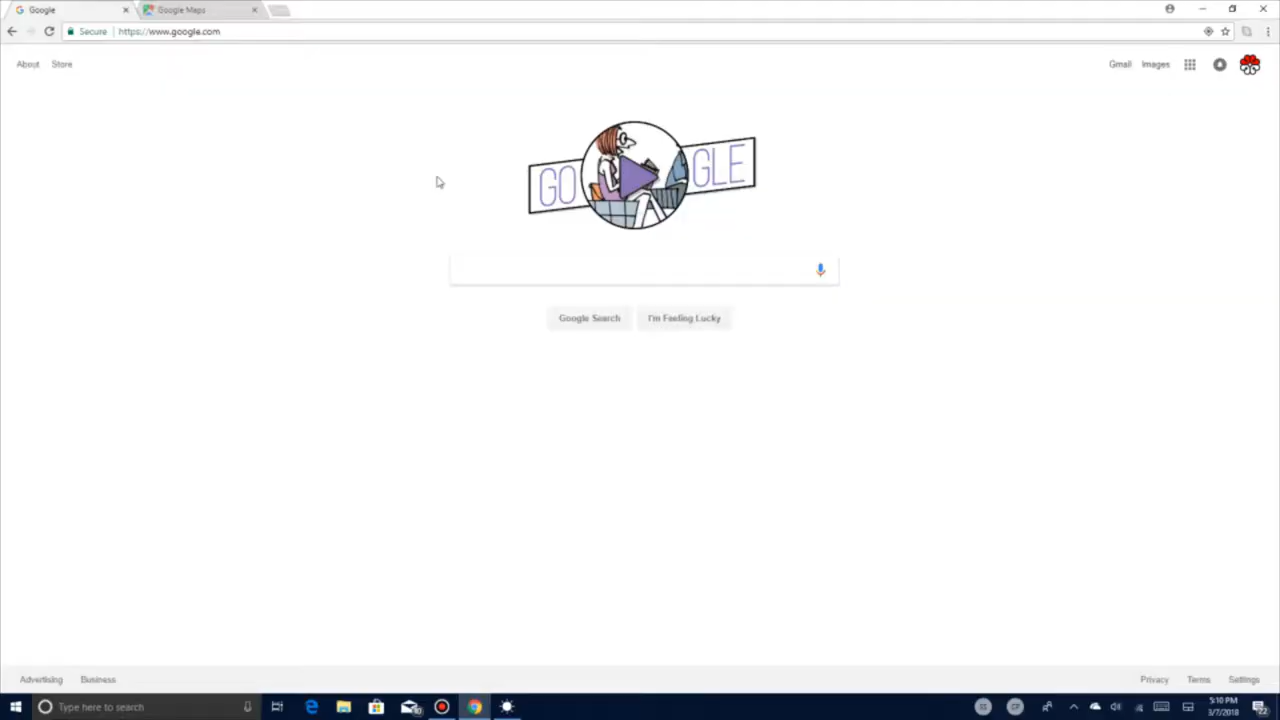 Google
Google Maps
Secure
https://www.google.com
About
Store
Gmail
Images
GO
GLE
Google Search
I'm Feeling Lucky
Advertising
Business
Privacy
Terms
Settings
Type here to search
5:10 PM
3/7/2018
22